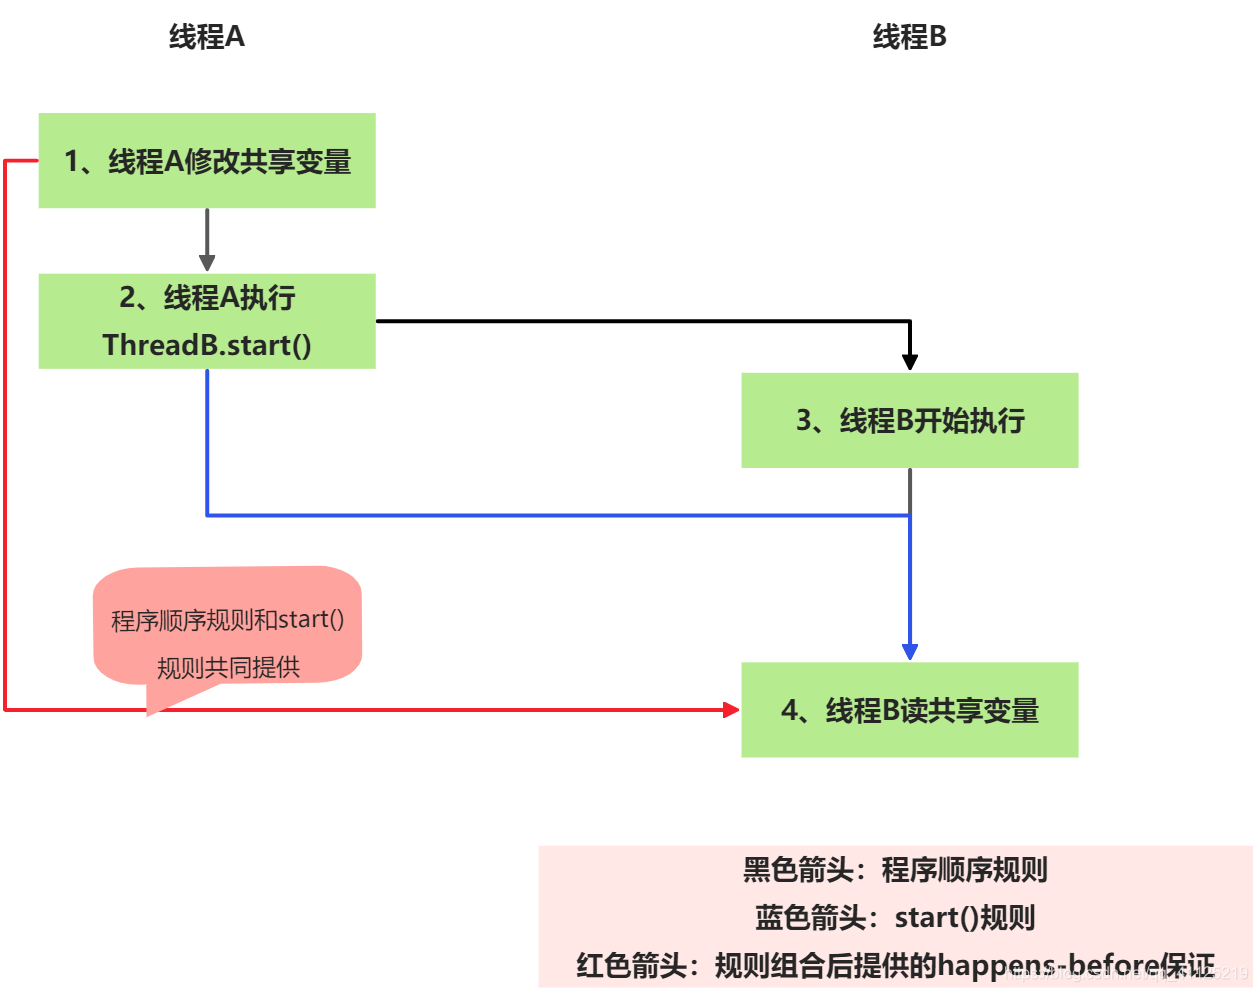 线程A
线程B
1、线程A修改共享变量
2、线程A执行
ThreadB.start()
3、线程B开始执行
程序顺序规则和start()
规则共同提供
4、线程B读共享变量
黑色箭头：程序顺序规则
蓝色箭头：start()规则
红色箭头：规则组合后提供的happens-before保证